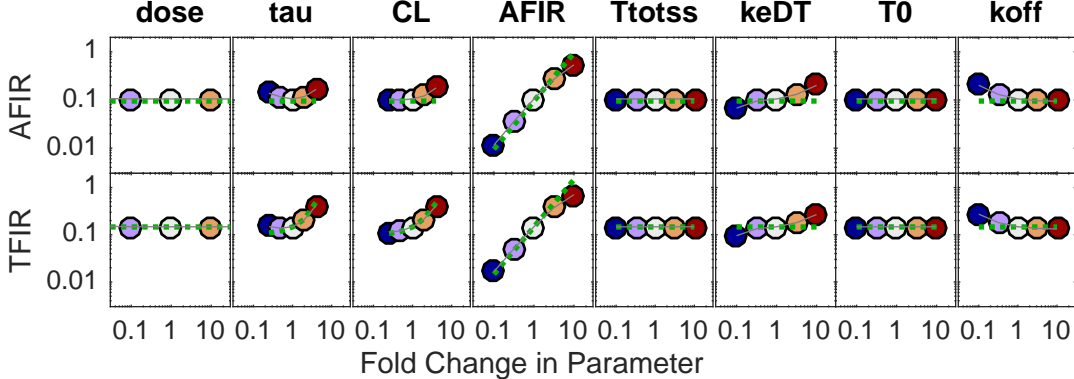 dose tau CL AFIR Ttotss keDT T0 koff
AFIR
1
0.1
0.01
TFIR
1
0.1
0.01
0.1 1 10 0.1 1 10 0.1 1 10 0.1 1 10 0.1 1 10 0.1 1 10 0.1 1 10 0.1 1 10
Fold Change in Parameter